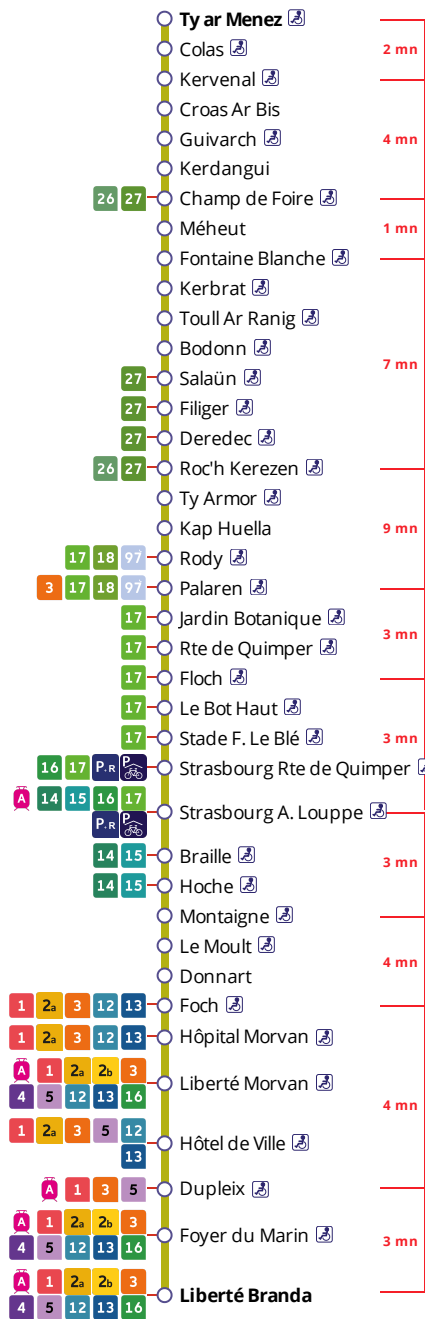 Ty ar Menez
Colas 2 mn
Kervenal
Croas Ar Bis
Guivarch 4 mn
Kerdangui
26 27 Champ de Foire
Méheut 1 mn
Fontaine Blanche
Kerbrat
Toull Ar Ranig
Bodonn 7 mn
27 Salaün
27 Filiger
27 Deredec
26 27 Roc'h Kerezen
Ty Armor
Kap Huella 9 mn
17 18 97 Rody
3 17 18 97 Palaren
17 Jardin Botanique
17 Rte de Quimper 3 mn
17 Floch
17 Le Bot Haut
17 Stade F. Le Blé 3 mn
16 17 P+R P Strasbourg Rte de Quimper
A 14 15 16 17
P+R P Strasbourg A. Louppe
14 15 Braille 3 mn
14 15 Hoche
Montaigne
Le Moult 4 mn
Donnart
1 2a 3 12 13 Foch
1 2a 3 12 13 Hôpital Morvan
A 1 2a 2b 3
4 5 12 13 16 Liberté Morvan
4 mn
1 2a 3 5 12
13 Hôtel de Ville
A 1 3 5 Dupleix
A 1 2a 2b 3
4 5 12 13 16 Foyer du Marin 3 mn
A 1 2a 2b 3
4 5 12 13 16 Liberté Branda